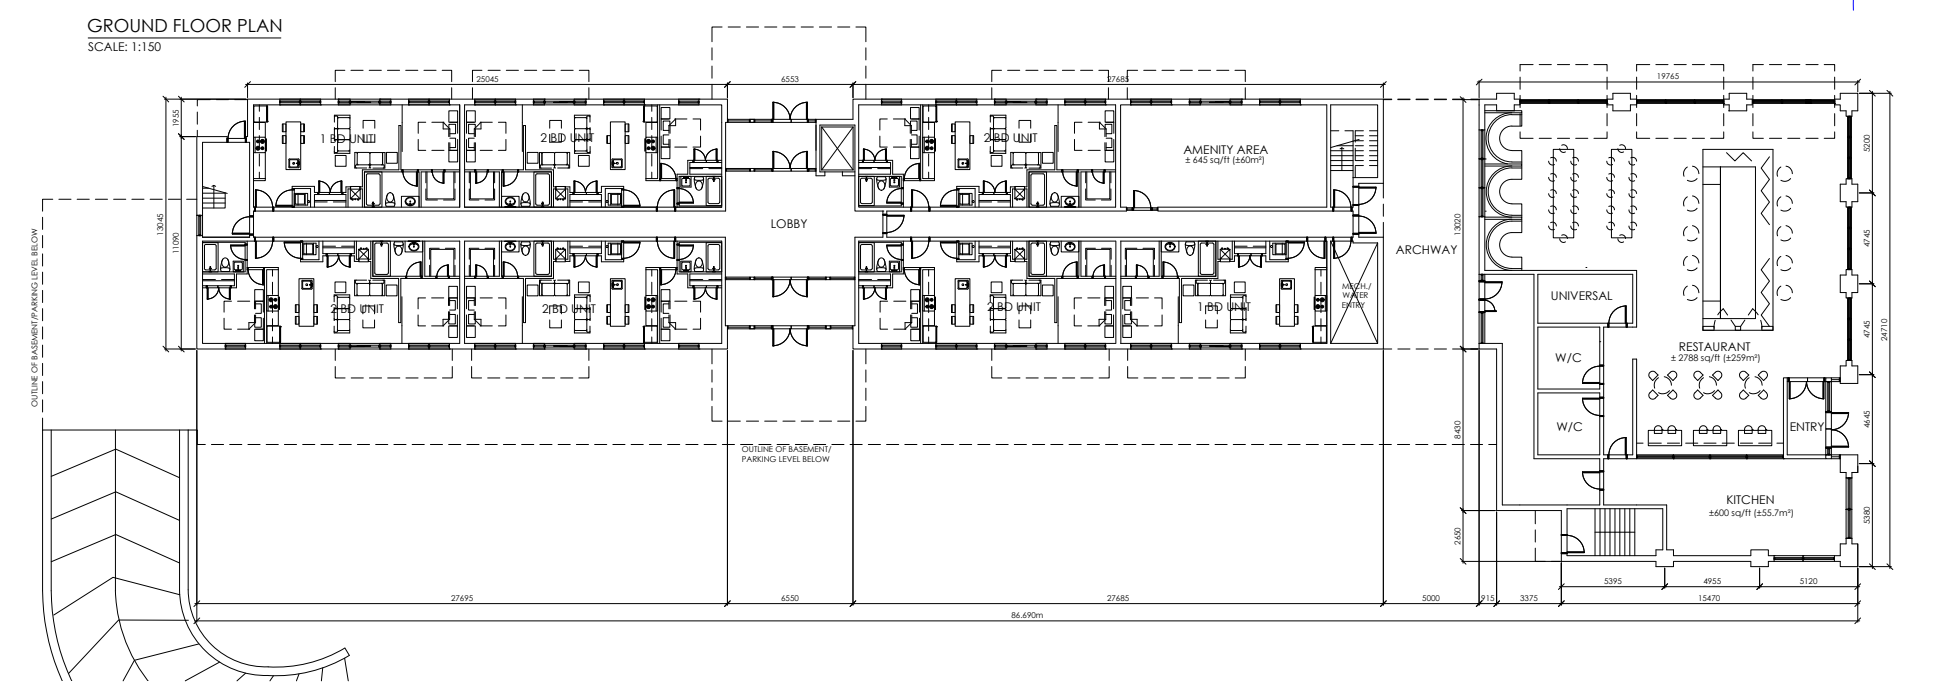 GROUND FLOOR PLAN
SCALE: 1:150
25045
6553
27685
19765
1955
13045
11090
1 BD UNIT
2 BD UNIT
2 BD UNIT
AMENITY AREA
± 645 sq/ft (±60m²)
LOBBY
ARCHWAY
13020
5200
4745
4745
24710
4645
5380
OUTLINE OF BASEMENT/PARKING LEVEL BELOW
2 BD UNIT
2 BD UNIT
2 BD UNIT
1 BD UNIT
MECH./
WATER
ENTRY
UNIVERSAL
W/C
W/C
RESTAURANT
± 2788 sq/ft (±259m²)
ENTRY
KITCHEN
±600 sq/ft (±55.7m²)
8430
2650
OUTLINE OF BASEMENT/
PARKING LEVEL BELOW
5395
4955
5120
27695
6550
27685
5000
915
3375
15470
86.690m